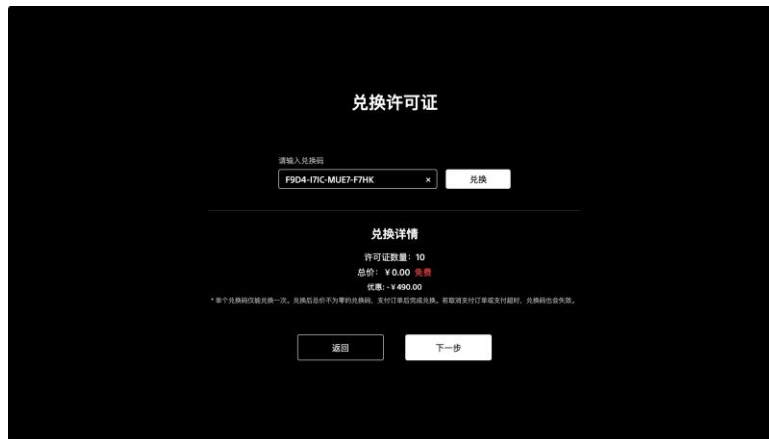 兑换许可证
请输入兑换码
F9D4-I7IC-MUE7-F7HK × 兑换
兑换详情
许可证数量：10
总价：￥0.00 免费
优惠：-￥490.00
*单个兑换码仅能兑换一次。兑换后总价不为零的兑换码，支付订单后完成兑换。若取消支付订单或支付超时，兑换码也会失效。
返回 下一步